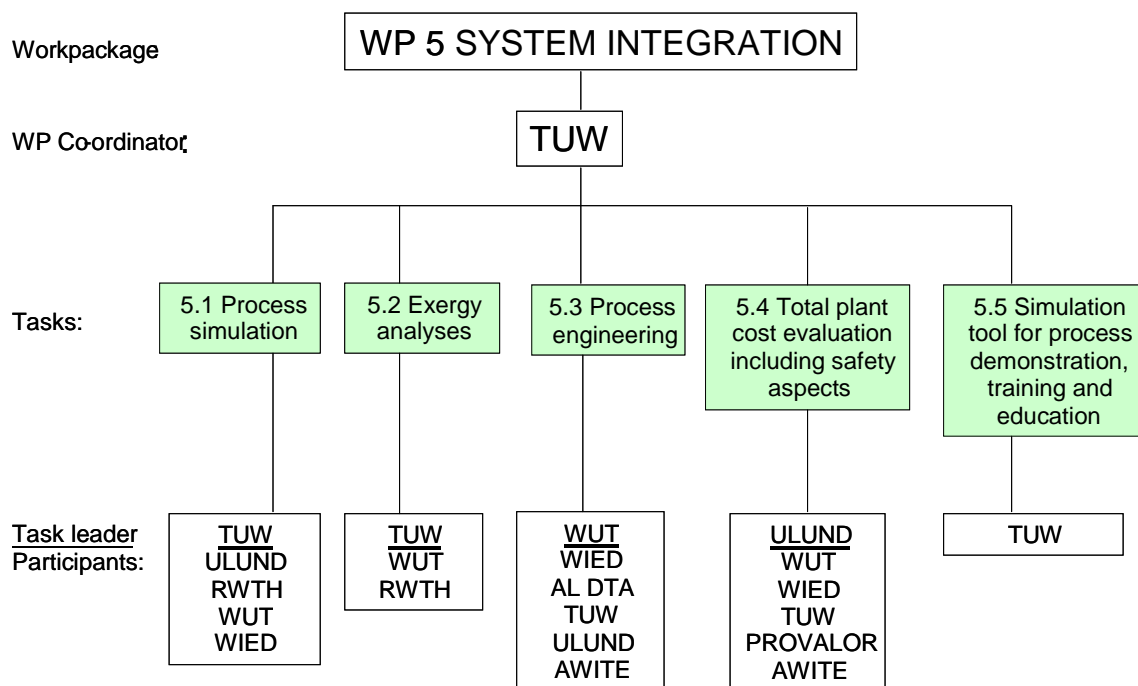 Workpackage
WP 5 SYSTEM INTEGRATION
WP Co-ordinator:
TUW
Tasks:
5.1 Process
simulation
5.2 Exergy
analyses
5.3 Process
engineering
5.4 Total plant
cost evaluation
including safety
aspects
5.5 Simulation
tool for process
demonstration,
training and
education
Task leader
Participants:
TUW
ULUND
RWTH
WUT
WIED
TUW
WUT
RWTH
WUT
WIED
AL DTA
TUW
ULUND
AWITE
ULUND
WUT
WIED
TUW
PROVALOR
AWITE
TUW